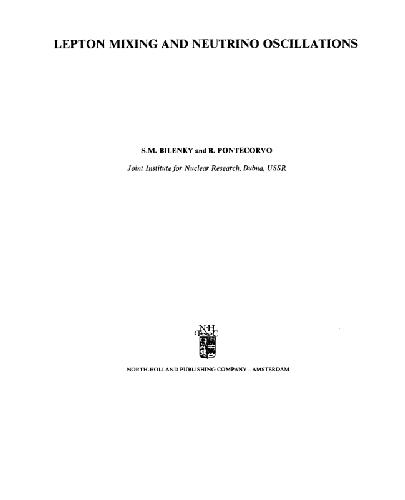 LEPTON MIXING AND NEUTRINO OSCILLATIONS
S.M. BILENKY and B. PONTECORVO
Joint Institute for Nuclear Research, Dubna, USSR
NORTH-HOLLAND PUBLISHING COMPANY - AMSTERDAM